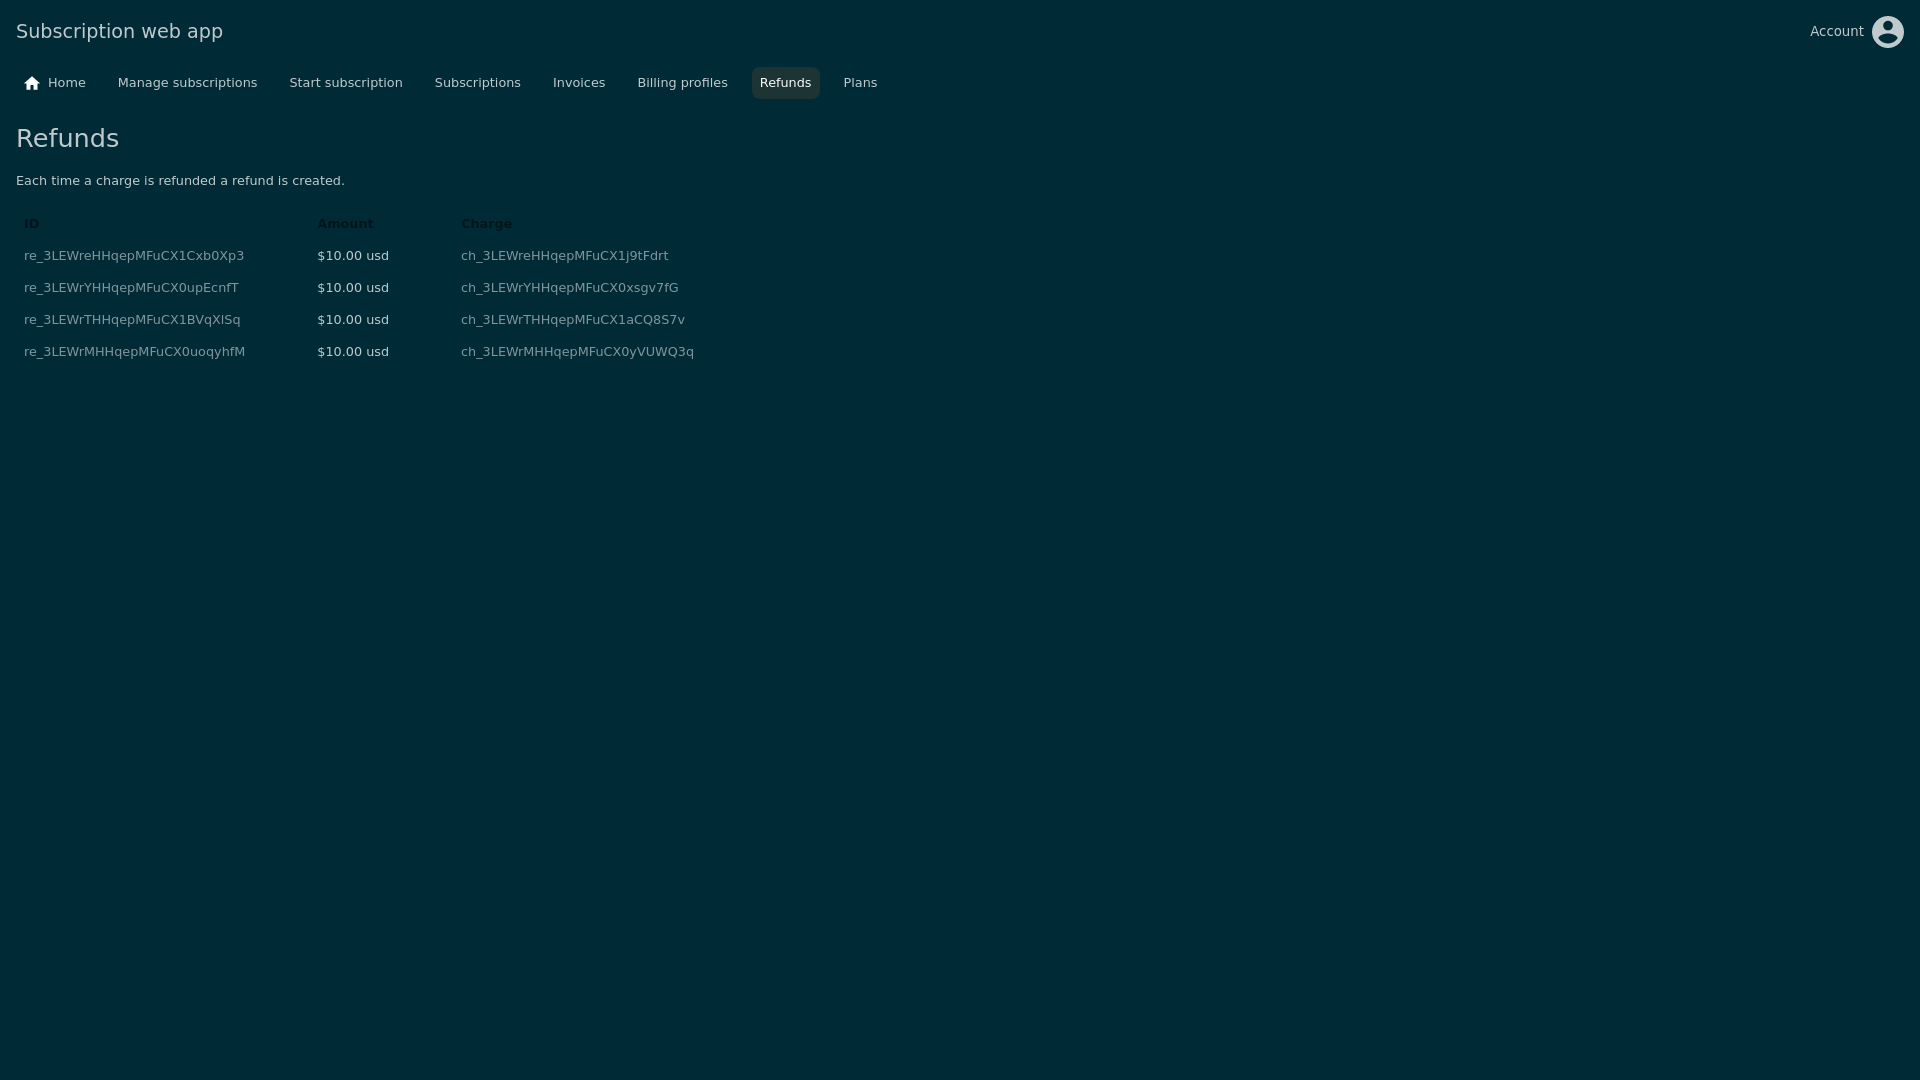 Subscription web app
Account
Home Manage subscriptions Start subscription Subscriptions Invoices Billing profiles Refunds Plans
Refunds
Each time a charge is refunded a refund is created.
ID Amount Charge
re_3LEWreHHqepMFuCX1Cxb0Xp3 $10.00 usd ch_3LEWreHHqepMFuCX1j9tFdrt
re_3LEWrYHHqepMFuCX0upEcnfT $10.00 usd ch_3LEWrYHHqepMFuCX0xsgv7fG
re_3LEWrTHHqepMFuCX1BVqXlSq $10.00 usd ch_3LEWrTHHqepMFuCX1aCQ8S7v
re_3LEWrMHHqepMFuCX0uoqyhfM $10.00 usd ch_3LEWrMHHqepMFuCX0yVUWQ3q